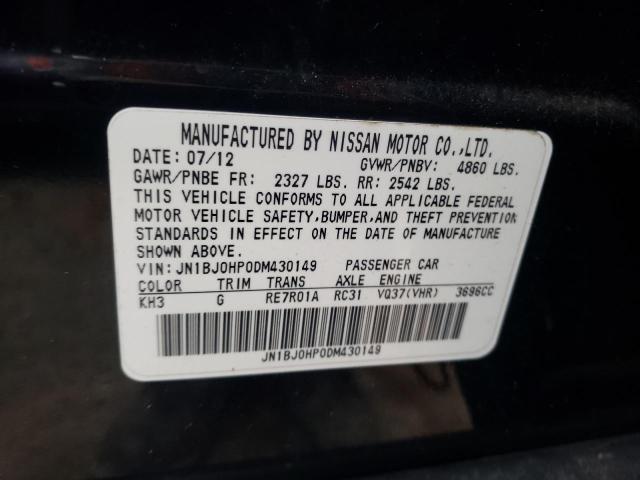 MANUFACTURED BY NISSAN MOTOR CO.,LTD.
DATE: 07/12 GVWR/PNBV: 4860 LBS.
GAWR/PNBE FR: 2327 LBS. RR: 2542 LBS.
THIS VEHICLE CONFORMS TO ALL APPLICABLE FEDERAL
MOTOR VEHICLE SAFETY,BUMPER,AND THEFT PREVENTION
STANDARDS IN EFFECT ON THE DATE OF MANUFACTURE
SHOWN ABOVE.
VIN: JN1BJ0HP0DM430149 PASSENGER CAR
COLOR TRIM TRANS AXLE ENGINE
KH3 G RE7R01A RC31 VQ37(VHR) 3696CC
JN1BJ0HP0DM430149